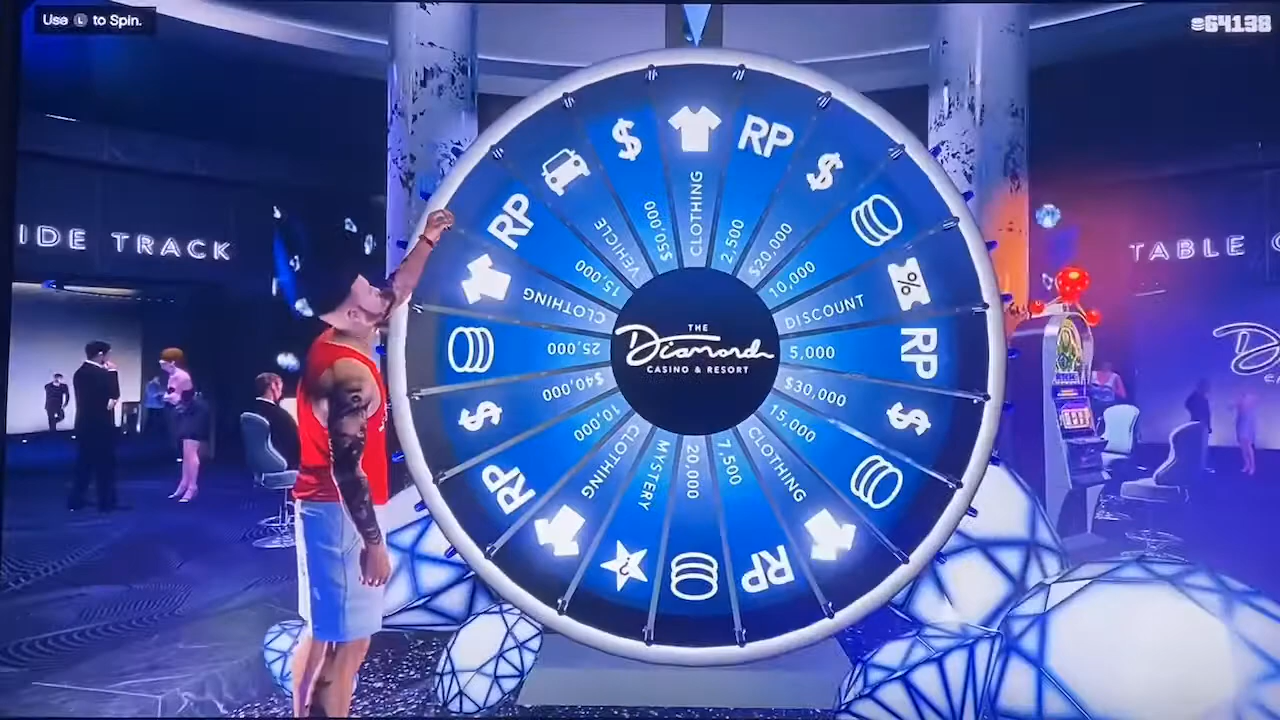 Use L to Spin.
64138
IDE TRACK
TABLE
CLOTHING
RP
2,500
$
$20,000
10,000
%
DISCOUNT
RP
5,000
$
$30,000
15,000
CLOTHING
RP
7,500
20,000
?
MYSTERY
CLOTHING
RP
10,000
$
$40,000
25,000
CLOTHING
RP
15,000
VEHICLE
$
$50,000
THE
Diamond
CASINO & RESORT